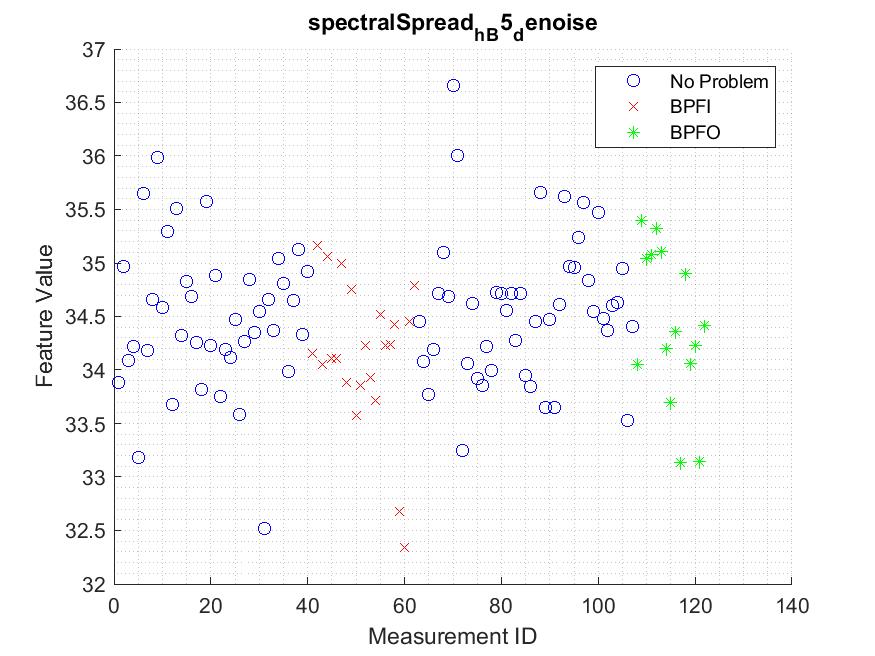 spectralSpread_hB5_denoise
37
36.5
36
35.5
35
34.5
34
33.5
33
32.5
32
Feature Value
No Problem
BPFI
BPFO
0 20 40 60 80 100 120 140
Measurement ID